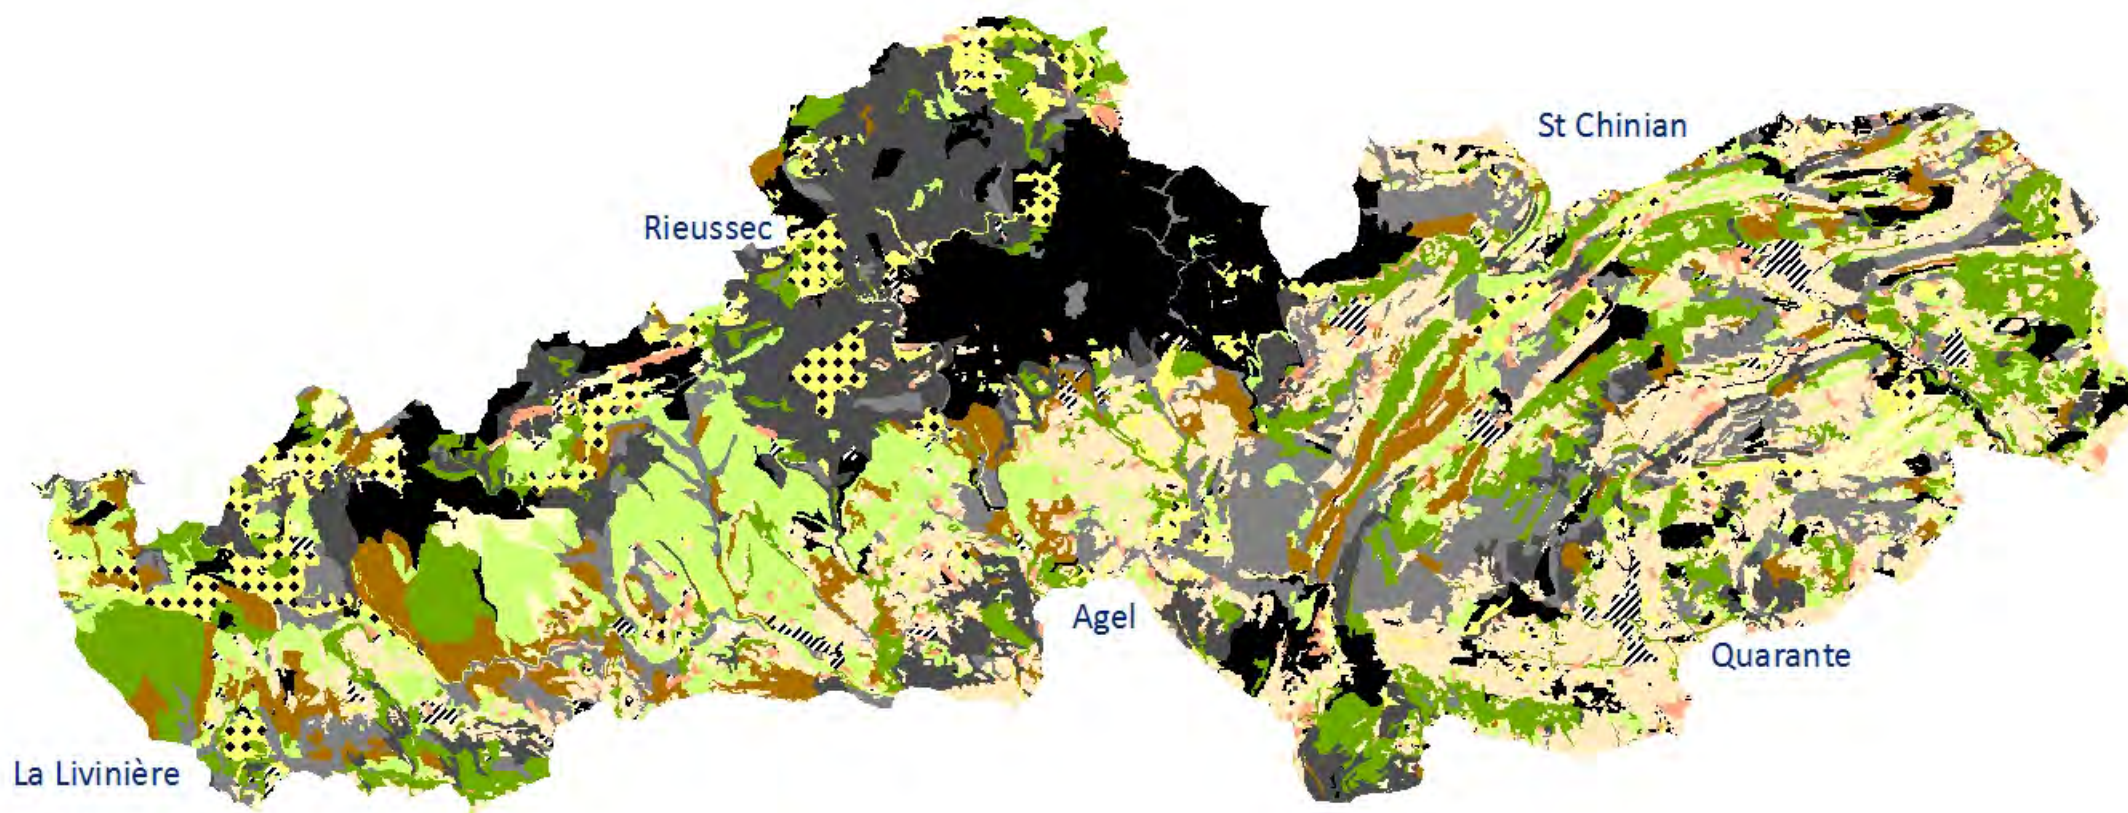 St Chinian
Rieussec
Agel
Quarante
La Livinière